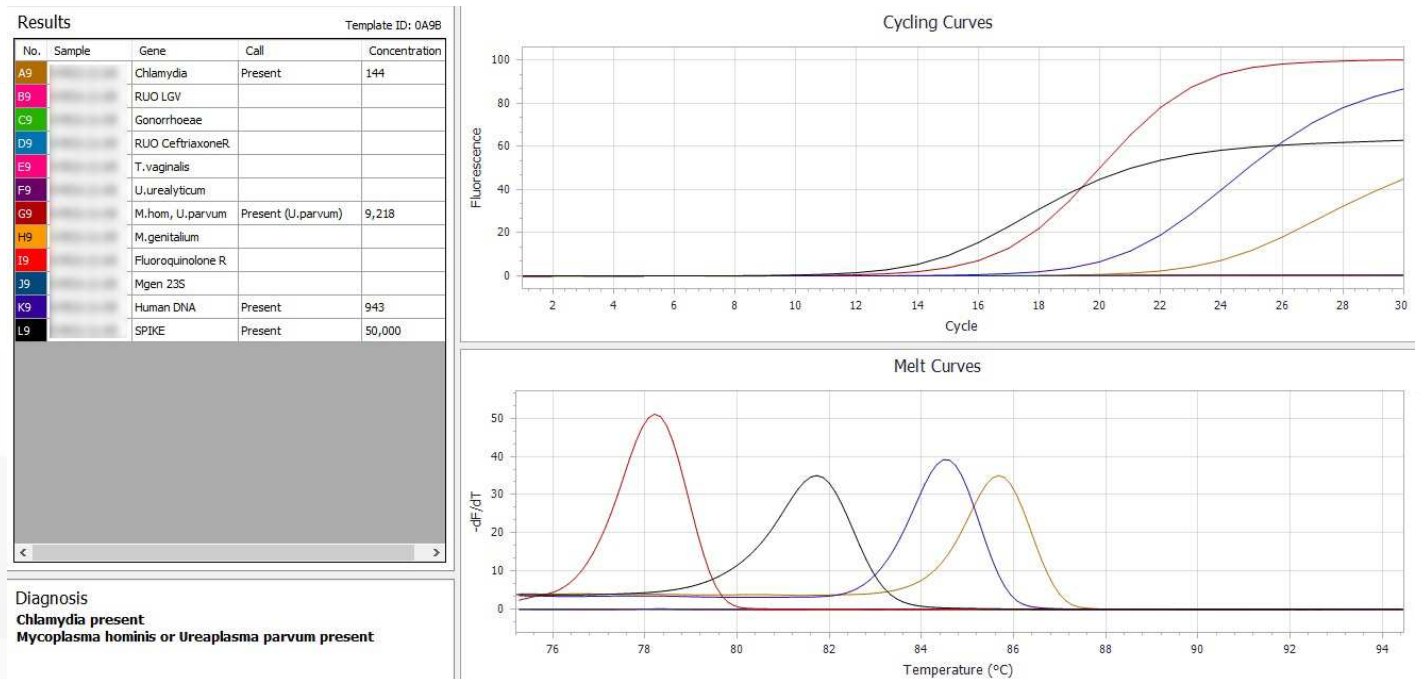 Results
Template ID: 0A9B
No. Sample Gene Call Concentration
A9 Chlamydia Present 144
B9 RUO LGV
C9 Gonorrhoeae
D9 RUO CeftriaxoneR
E9 T.vaginalis
F9 U.urealyticum
G9 M.hom, U.parvum Present (U.parvum) 9,218
H9 M.genitalium
I9 Fluoroquinolone R
J9 Mgen 23S
K9 Human DNA Present 943
L9 SPIKE Present 50,000
Diagnosis
Chlamydia present
Mycoplasma hominis or Ureaplasma parvum present
Cycling Curves
Fluorescence
100
80
60
40
20
0
2 4 6 8 10 12 14 16 18 20 22 24 26 28 30
Cycle
Melt Curves
-dF/dT
50
40
30
20
10
0
76 78 80 82 84 86 88 90 92 94
Temperature (ºC)